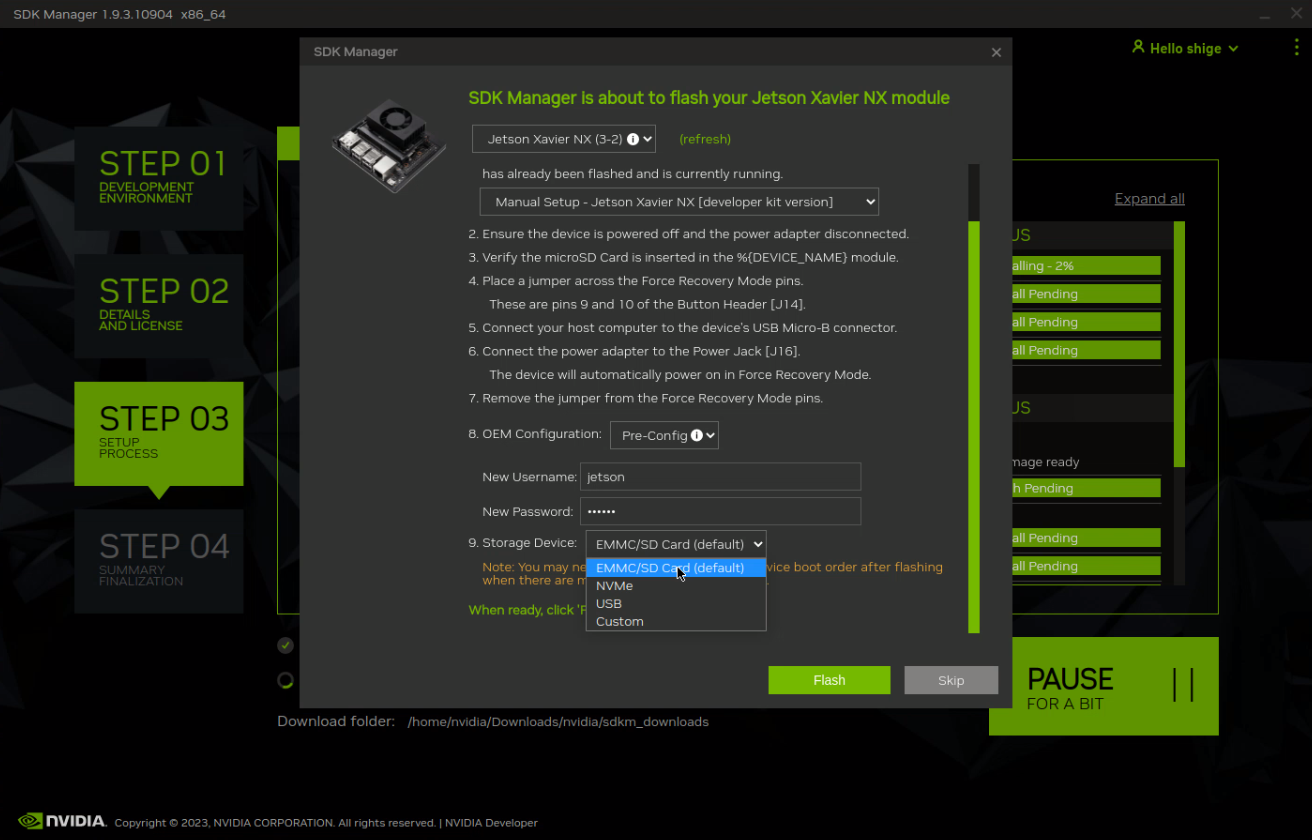 SDK Manager 1.9.3.10904 x86_64
Hello shige
STEP 01
DEVELOPMENT
ENVIRONMENT
STEP 02
DETAILS
AND LICENSE
STEP 03
SETUP
PROCESS
STEP 04
SUMMARY
FINALIZATION
SDK Manager
SDK Manager is about to flash your Jetson Xavier NX module
Jetson Xavier NX (3-2)
(refresh)
has already been flashed and is currently running.
Manual Setup - Jetson Xavier NX [developer kit version]
2. Ensure the device is powered off and the power adapter disconnected.
3. Verify the microSD Card is inserted in the %{DEVICE_NAME} module.
4. Place a jumper across the Force Recovery Mode pins.
These are pins 9 and 10 of the Button Header [J14].
5. Connect your host computer to the device's USB Micro-B connector.
6. Connect the power adapter to the Power Jack [J16].
The device will automatically power on in Force Recovery Mode.
7. Remove the jumper from the Force Recovery Mode pins.
8. OEM Configuration: Pre-Config
New Username: jetson
New Password: ••••••
9. Storage Device: EMMC/SD Card (default)
Note: You may ne
vice boot order after flashing
when there are m
When ready, click 'F
EMMC/SD Card (default)
NVMe
USB
Custom
Flash
Skip
Expand all
US
alling - 2%
all Pending
all Pending
all Pending
US
mage ready
h Pending
all Pending
all Pending
PAUSE
FOR A BIT
Download folder: /home/nvidia/Downloads/nvidia/sdkm_downloads
NVIDIA. Copyright © 2023, NVIDIA CORPORATION. All rights reserved. | NVIDIA Developer